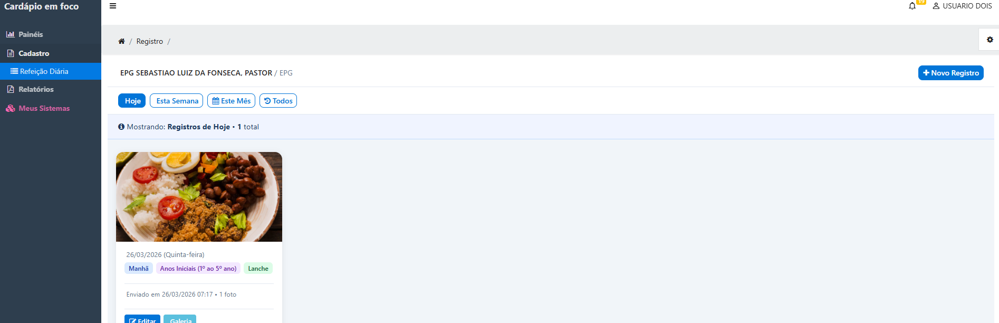 Cardápio em foco
19
USUARIO DOIS
Painéis
Cadastro
Refeição Diária
Relatórios
Meus Sistemas
/ Registro /
EPG SEBASTIAO LUIZ DA FONSECA, PASTOR / EPG
Novo Registro
Hoje
Esta Semana
Este Mês
Todos
Mostrando: Registros de Hoje • 1 total
26/03/2026 (Quinta-feira)
Manhã
Anos Iniciais (1º ao 5º ano)
Lanche
Enviado em 26/03/2026 07:17 • 1 foto
Editar
Galeria